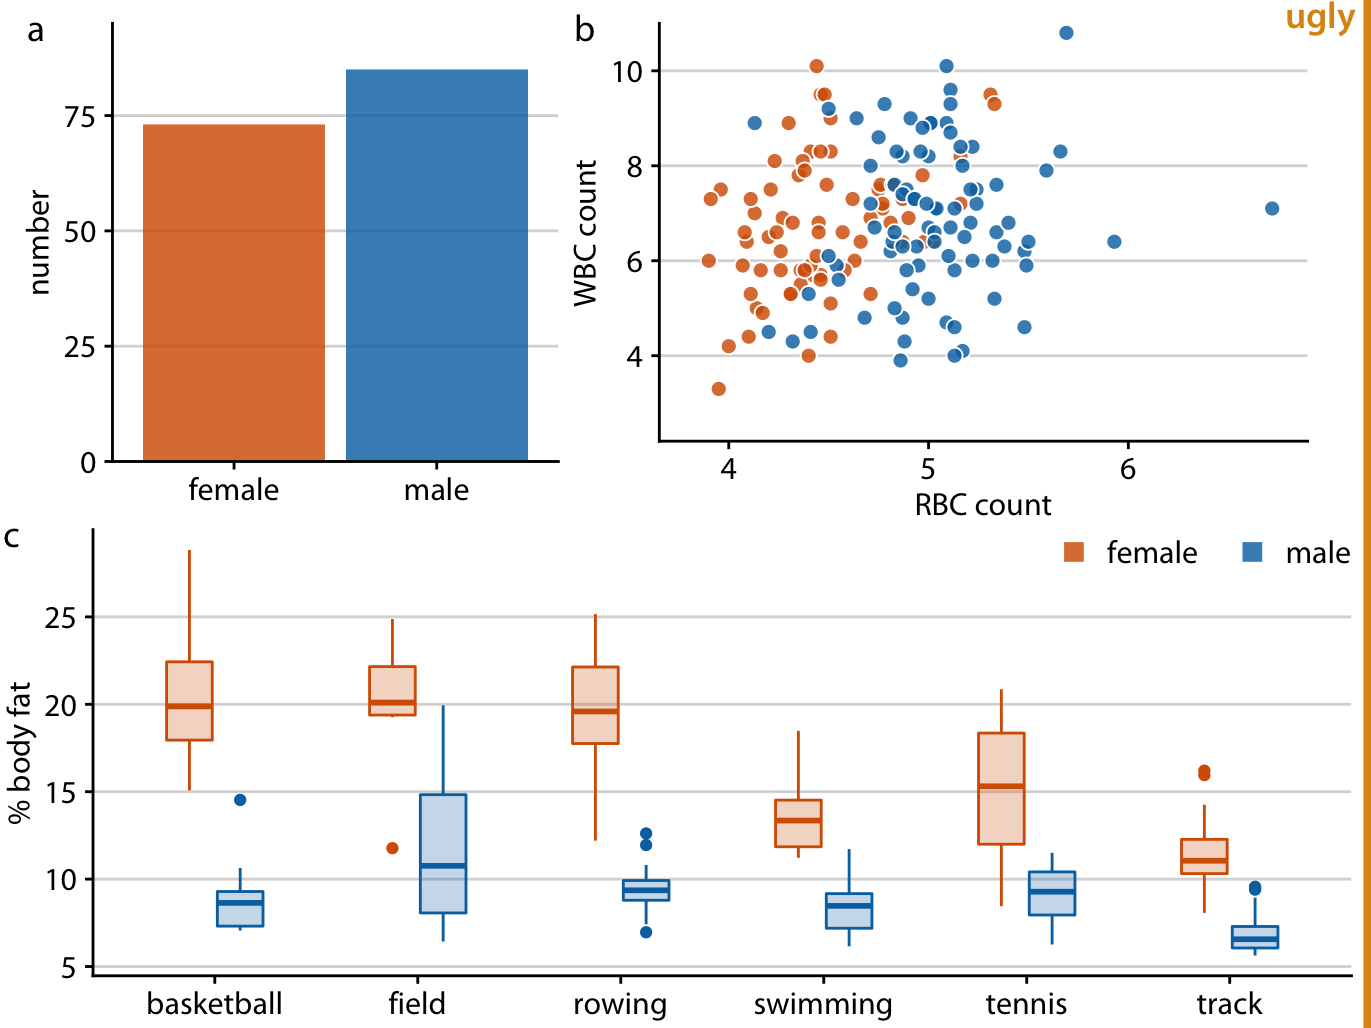 a
75
50
25
0
number
female male
b
ugly
10
8
6
4
WBC count
4 5 6
RBC count
c
female male
25
20
15
10
5
% body fat
basketball field rowing swimming tennis track